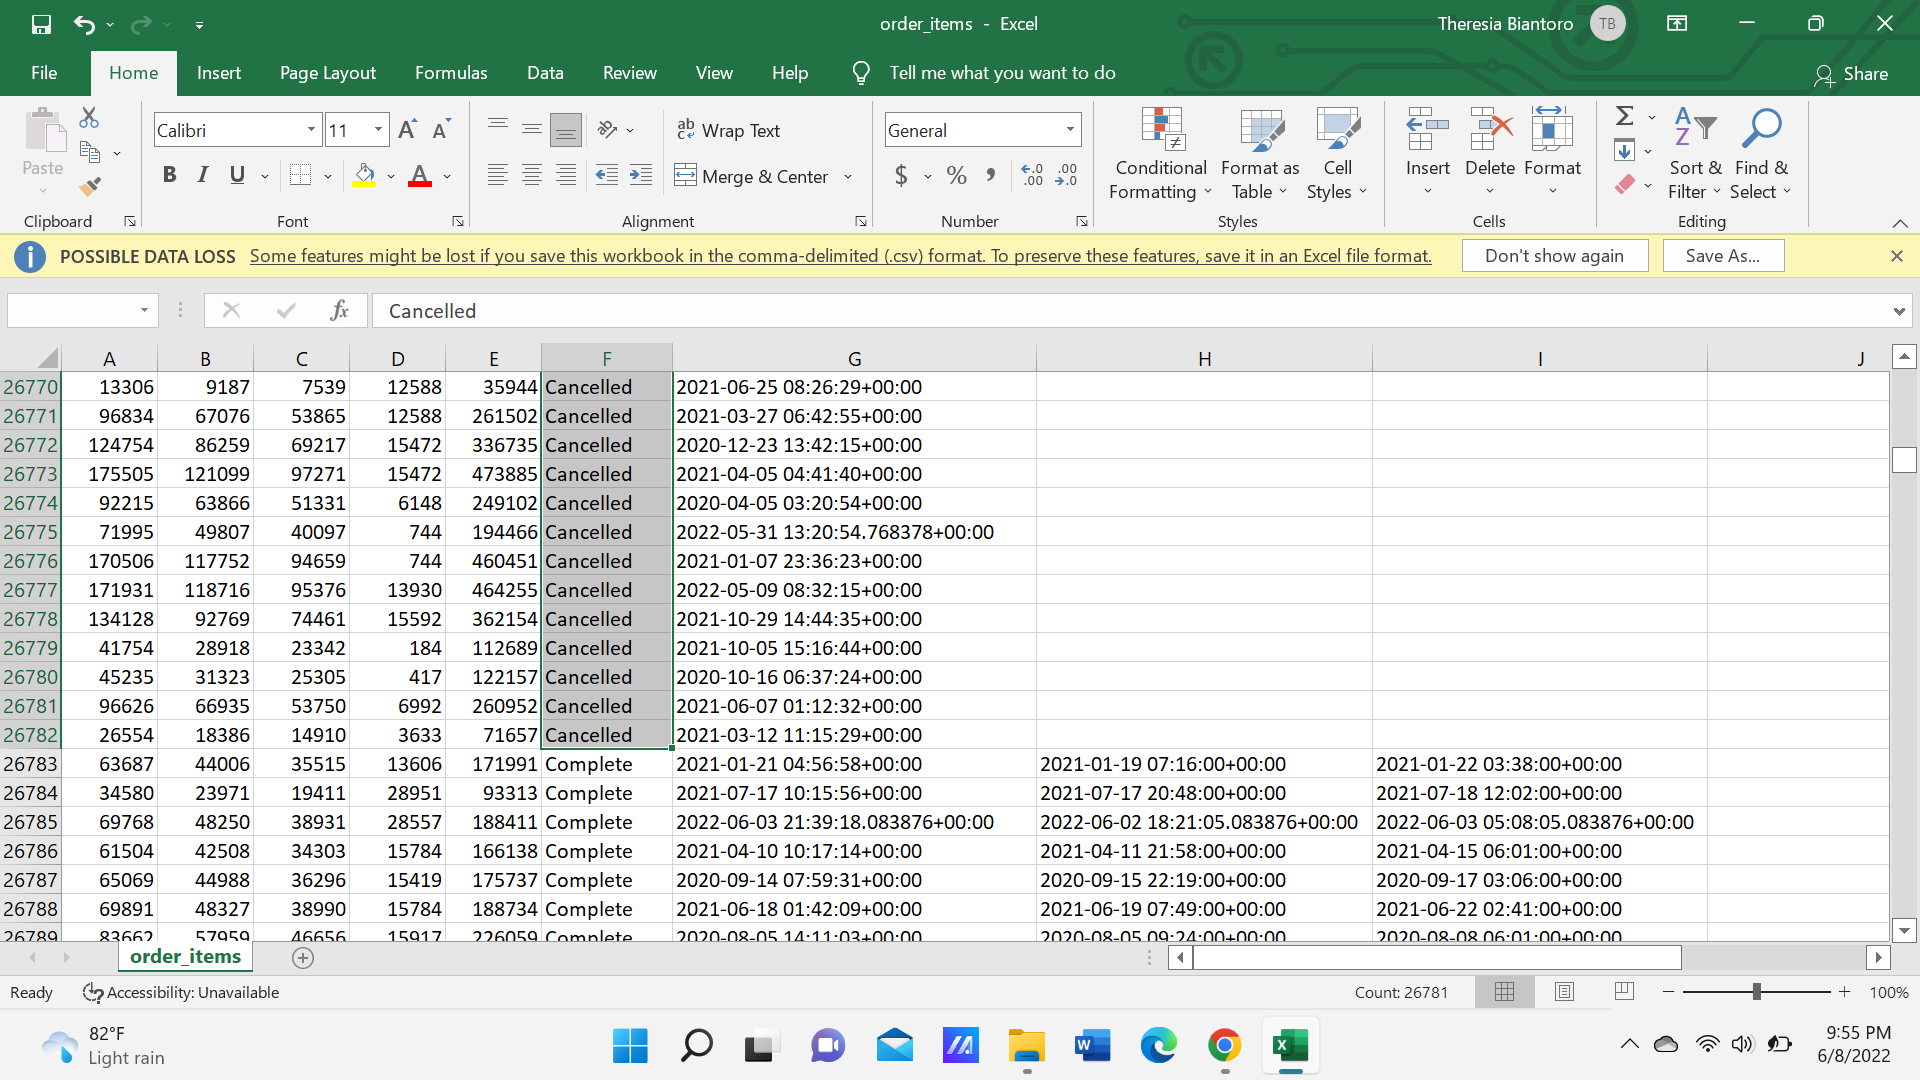 order_items - Excel
Theresia Biantoro TB
File Home Insert Page Layout Formulas Data Review View Help Tell me what you want to do Share
Paste
Clipboard
Calibri 11
B I U
Font
Wrap Text
Merge & Center
Alignment
General
$ % ,
Number
Conditional Formatting
Format as Table
Cell Styles
Styles
Insert Delete Format
Cells
Sort & Filter
Find & Select
Editing
POSSIBLE DATA LOSS Some features might be lost if you save this workbook in the comma-delimited (.csv) format. To preserve these features, save it in an Excel file format. Don't show again Save As...
fx Cancelled
A B C D E F G H I J
26770 13306 9187 7539 12588 35944 Cancelled 2021-06-25 08:26:29+00:00
26771 96834 67076 53865 12588 261502 Cancelled 2021-03-27 06:42:55+00:00
26772 124754 86259 69217 15472 336735 Cancelled 2020-12-23 13:42:15+00:00
26773 175505 121099 97271 15472 473885 Cancelled 2021-04-05 04:41:40+00:00
26774 92215 63866 51331 6148 249102 Cancelled 2020-04-05 03:20:54+00:00
26775 71995 49807 40097 744 194466 Cancelled 2022-05-31 13:20:54.768378+00:00
26776 170506 117752 94659 744 460451 Cancelled 2021-01-07 23:36:23+00:00
26777 171931 118716 95376 13930 464255 Cancelled 2022-05-09 08:32:15+00:00
26778 134128 92769 74461 15592 362154 Cancelled 2021-10-29 14:44:35+00:00
26779 41754 28918 23342 184 112689 Cancelled 2021-10-05 15:16:44+00:00
26780 45235 31323 25305 417 122157 Cancelled 2020-10-16 06:37:24+00:00
26781 96626 66935 53750 6992 260952 Cancelled 2021-06-07 01:12:32+00:00
26782 26554 18386 14910 3633 71657 Cancelled 2021-03-12 11:15:29+00:00
26783 63687 44006 35515 13606 171991 Complete 2021-01-21 04:56:58+00:00 2021-01-19 07:16:00+00:00 2021-01-22 03:38:00+00:00
26784 34580 23971 19411 28951 93313 Complete 2021-07-17 10:15:56+00:00 2021-07-17 20:48:00+00:00 2021-07-18 12:02:00+00:00
26785 69768 48250 38931 28557 188411 Complete 2022-06-03 21:39:18.083876+00:00 2022-06-02 18:21:05.083876+00:00 2022-06-03 05:08:05.083876+00:00
26786 61504 42508 34303 15784 166138 Complete 2021-04-10 10:17:14+00:00 2021-04-11 21:58:00+00:00 2021-04-15 06:01:00+00:00
26787 65069 44988 36296 15419 175737 Complete 2020-09-14 07:59:31+00:00 2020-09-15 22:19:00+00:00 2020-09-17 03:06:00+00:00
26788 69891 48327 38990 15784 188734 Complete 2021-06-18 01:42:09+00:00 2021-06-19 07:49:00+00:00 2021-06-22 02:41:00+00:00
26789 83662 57959 46656 15917 226059 Complete 2020-08-05 14:11:03+00:00 2020-08-05 09:24:00+00:00 2020-08-08 06:01:00+00:00
order_items
Ready Accessibility: Unavailable Count: 26781 100%
82°F
Light rain
9:55 PM
6/8/2022